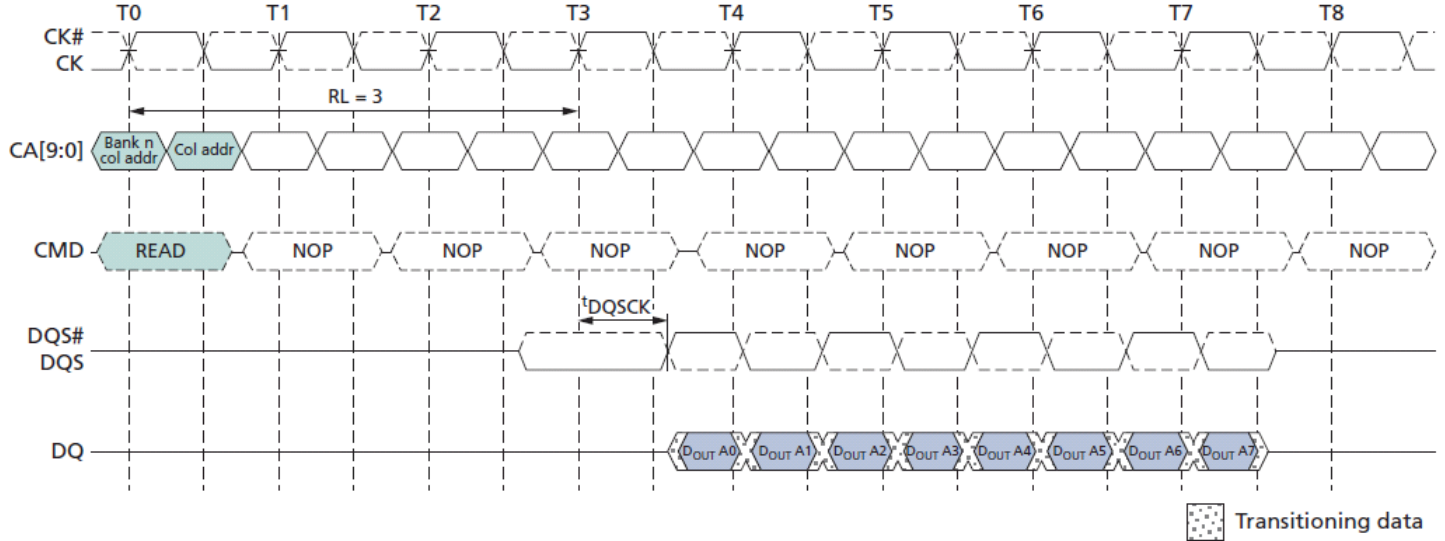 T0 T1 T2 T3 T4 T5 T6 T7 T8
CK#
CK
RL = 3
CA[9:0] Bank n col addr Col addr
CMD READ NOP NOP NOP NOP NOP NOP NOP NOP
tDQSCK
DQS#
DQS
DQ DOUT A0 DOUT A1 DOUT A2 DOUT A3 DOUT A4 DOUT A5 DOUT A6 DOUT A7
Transitioning data